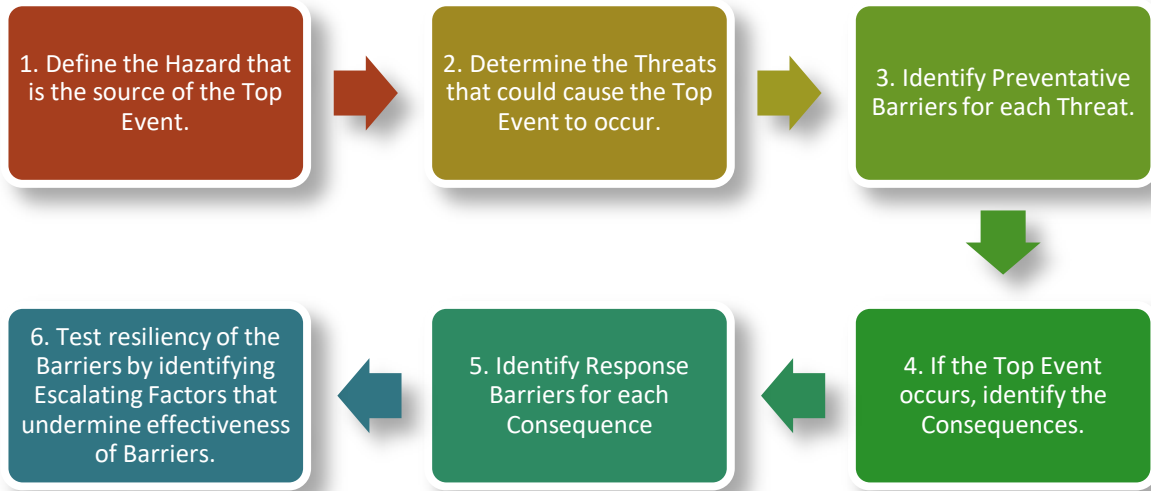 1. Define the Hazard that
is the source of the Top
Event.
2. Determine the Threats
that could cause the Top
Event to occur.
3. Identify Preventative
Barriers for each Threat.
4. If the Top Event
occurs, identify the
Consequences.
5. Identify Response
Barriers for each
Consequence
6. Test resiliency of the
Barriers by identifying
Escalating Factors that
undermine effectiveness
of Barriers.